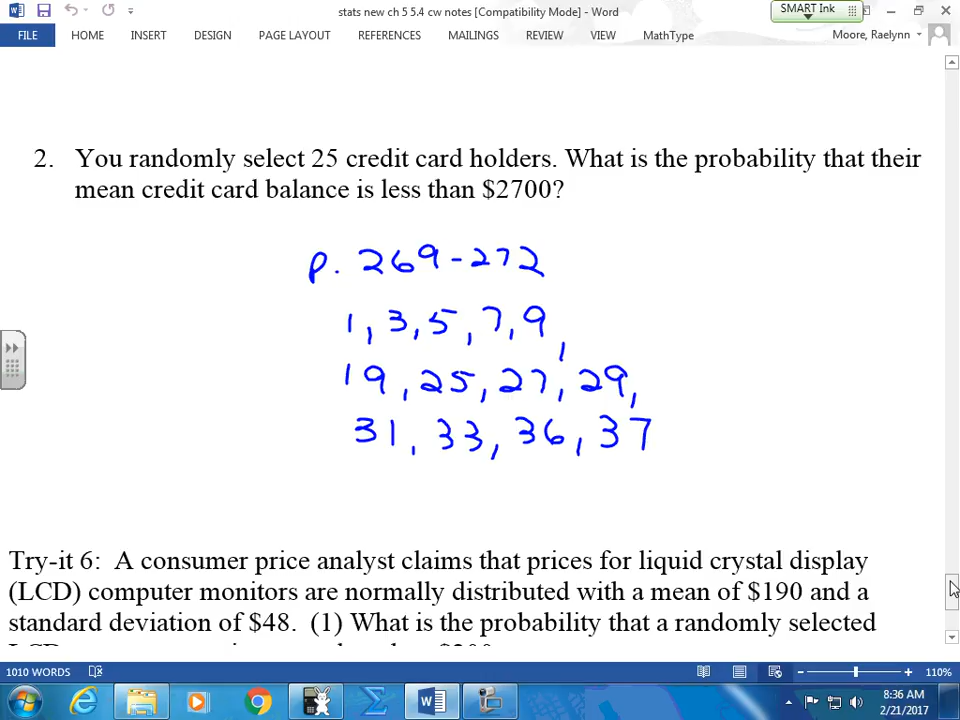 stats new ch 5 5.4 cw notes [Compatibility Mode] - Word
SMART Ink
FILE HOME INSERT DESIGN PAGE LAYOUT REFERENCES MAILINGS REVIEW VIEW MathType Moore, Raelynn
2. You randomly select 25 credit card holders. What is the probability that their
mean credit card balance is less than $2700?
p. 269-272
1, 3, 5, 7, 9,
19, 25, 27, 29,
31, 33, 36, 37
Try-it 6: A consumer price analyst claims that prices for liquid crystal display
(LCD) computer monitors are normally distributed with a mean of $190 and a
standard deviation of $48. (1) What is the probability that a randomly selected
1010 WORDS 110%
8:36 AM
2/21/2017